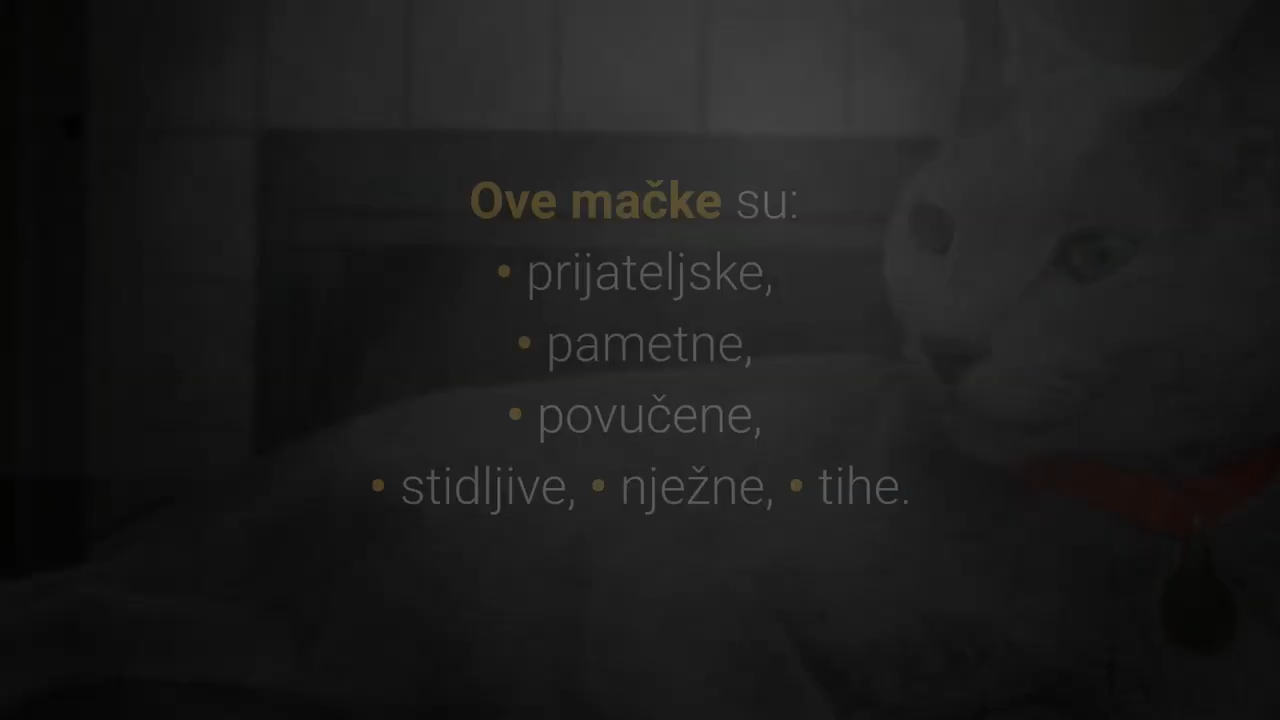 Ove mačke su:
• prijateljske,
• pametne,
• povučene,
• stidljive, • nježne, • tihe.